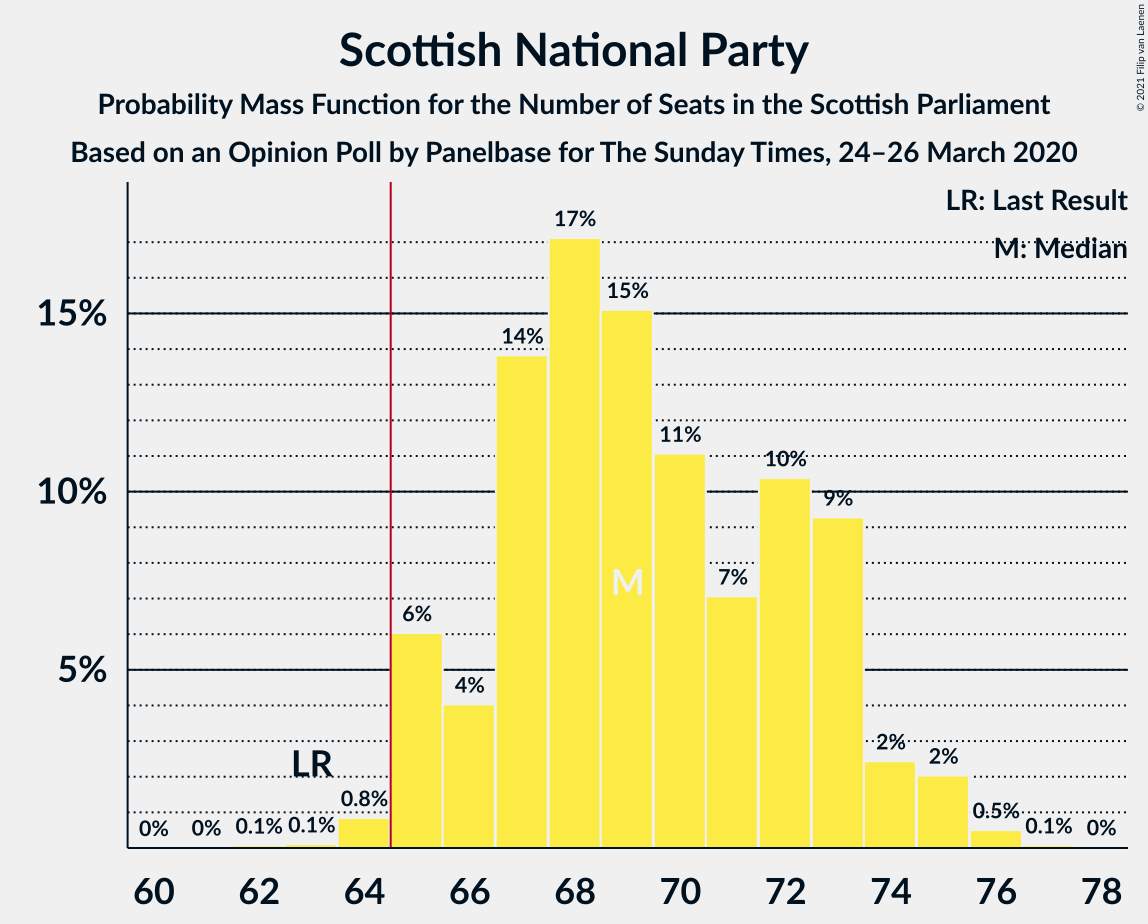 Scottish National Party
Probability Mass Function for the Number of Seats in the Scottish Parliament
Based on an Opinion Poll by Panelbase for The Sunday Times, 24–26 March 2020
© 2021 Filip van Laenen
LR: Last Result
M: Median
15%
10%
5%
0%
0%
0.1%
0.1%
0.8%
6%
4%
14%
17%
15%
11%
7%
10%
9%
2%
2%
0.5%
0.1%
0%
LR
M
60 62 64 66 68 70 72 74 76 78